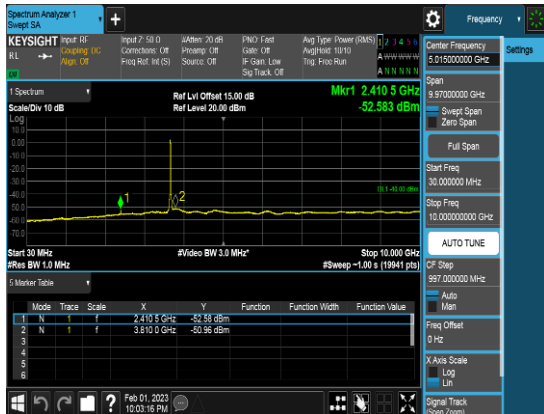 Spectrum Analyzer 1
Swept SA
Frequency
KEYSIGHT
RL
Input: RF
Coupling: DC
Align: Off
Input Z: 50 Ω
Corrections: Off
Freq Ref: Int (S)
#Atten: 20 dB
Preamp: Off
Source: Off
PNO: Fast
Gate: Off
IF Gain: Low
Sig Track: Off
Avg Type: Power (RMS)
Avg|Hold: 10/10
Trig: Free Run
1 2 3 4 5 6
A W W W W W
A N N N N N
Center Frequency
5.015000000 GHz
Settings
Span
9.97000000 GHz
Swept Span
Zero Span
Full Span
Start Freq
30.000000 MHz
Stop Freq
10.000000000 GHz
AUTO TUNE
CF Step
997.000000 MHz
Auto
Man
Freq Offset
0 Hz
X Axis Scale
Log
Lin
Signal Track
(Span Zoom)
1 Spectrum
Scale/Div 10 dB
Ref Lvl Offset 15.00 dB
Ref Level 20.00 dBm
Mkr1 2.410 5 GHz
-52.583 dBm
Log
10.0
0.00
-10.0
-20.0
-30.0
-40.0
-50.0
-60.0
-70.0
1
2
DL1 -40.00 dBm
Start 30 MHz
#Res BW 1.0 MHz
#Video BW 3.0 MHz*
Stop 10.000 GHz
#Sweep ~1.00 s (19941 pts)
5 Marker Table
Mode Trace Scale X Y Function Function Width Function Value
1 N 1 f 2.410 5 GHz -52.58 dBm
2 N 1 f 3.810 0 GHz -50.96 dBm
3
4
5
6
?
Feb 01, 2023
10:03:16 PM